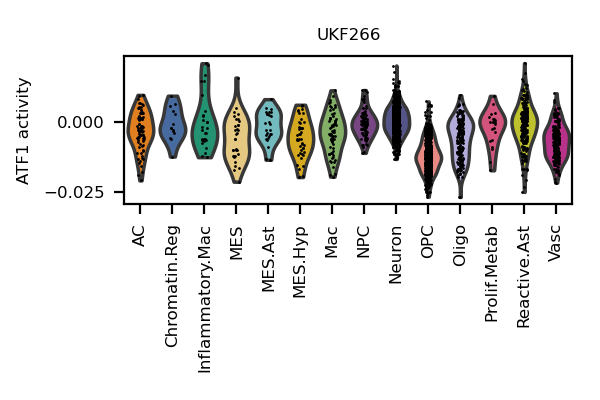 UKF266
ATF1 activity
0.000
−0.025
AC
Chromatin.Reg
Inflammatory.Mac
MES
MES.Ast
MES.Hyp
Mac
NPC
Neuron
OPC
Oligo
Prolif.Metab
Reactive.Ast
Vasc